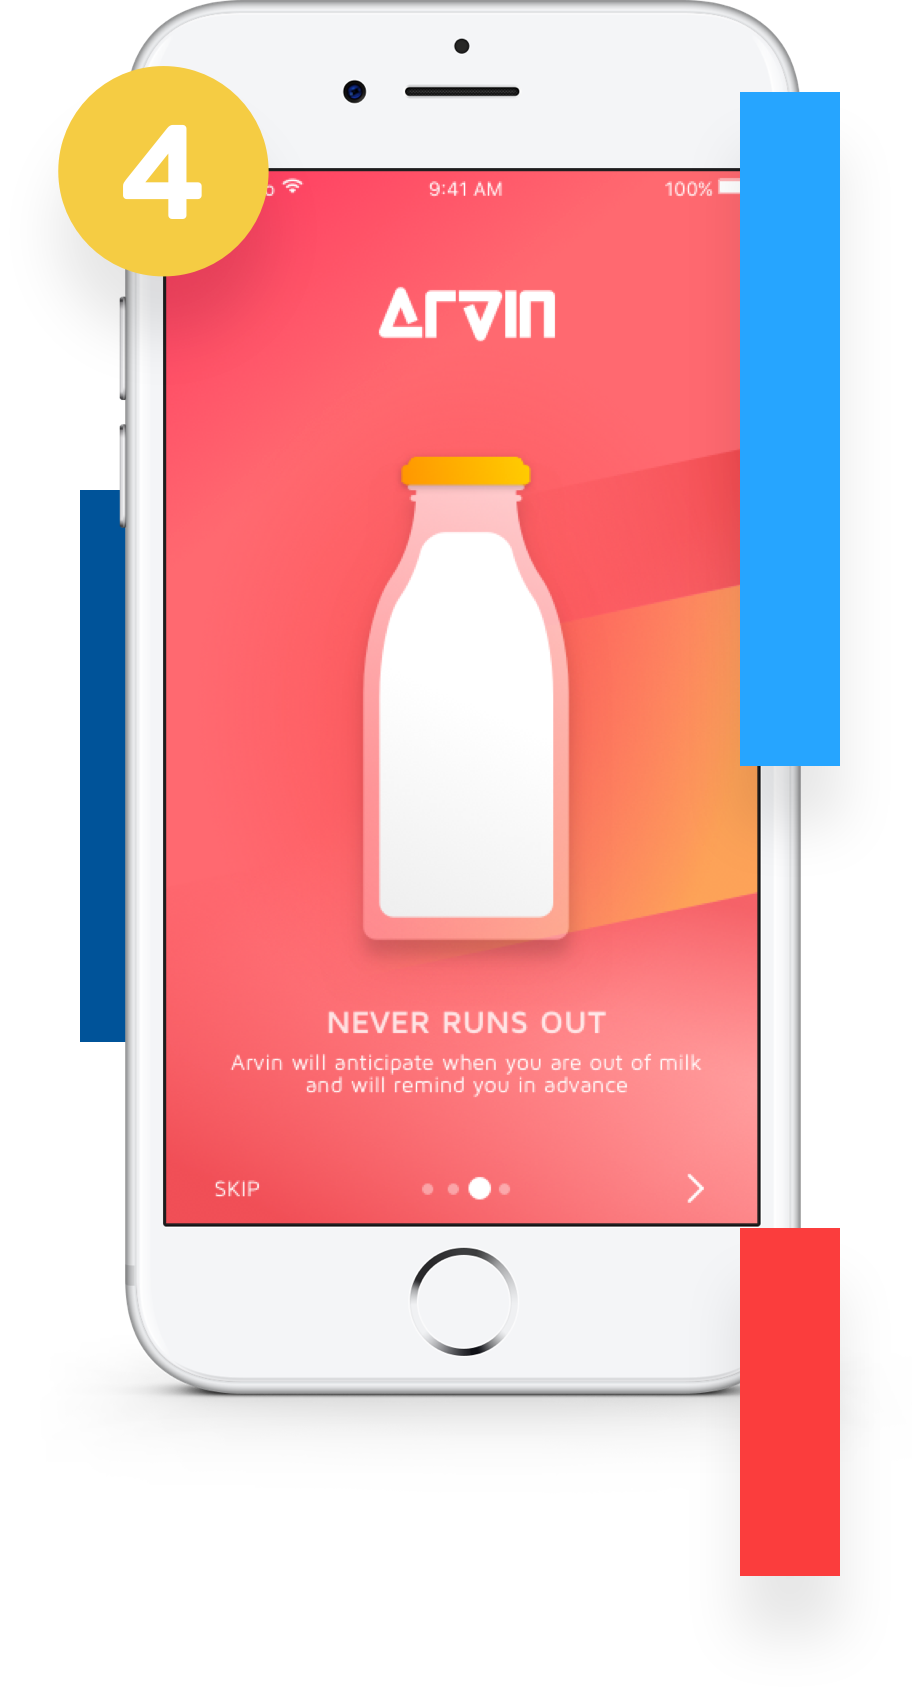 4
9:41 AM
100%
Arvin
NEVER RUNS OUT
Arvin will anticipate when you are out of milk
and will remind you in advance
SKIP